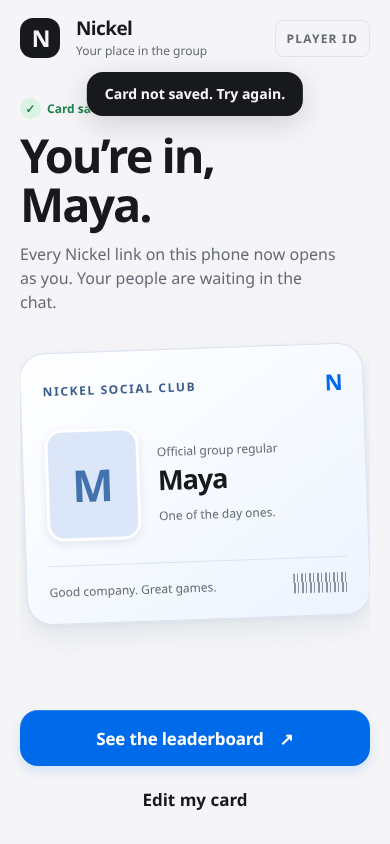 N
Nickel
Your place in the group
PLAYER ID
Card not saved. Try again.
✓ Card
You’re in,
Maya.
Every Nickel link on this phone now opens
as you. Your people are waiting in the
chat.
NICKEL SOCIAL CLUB
N
M
Official group regular
Maya
One of the day ones.
Good company. Great games.
See the leaderboard ↗
Edit my card